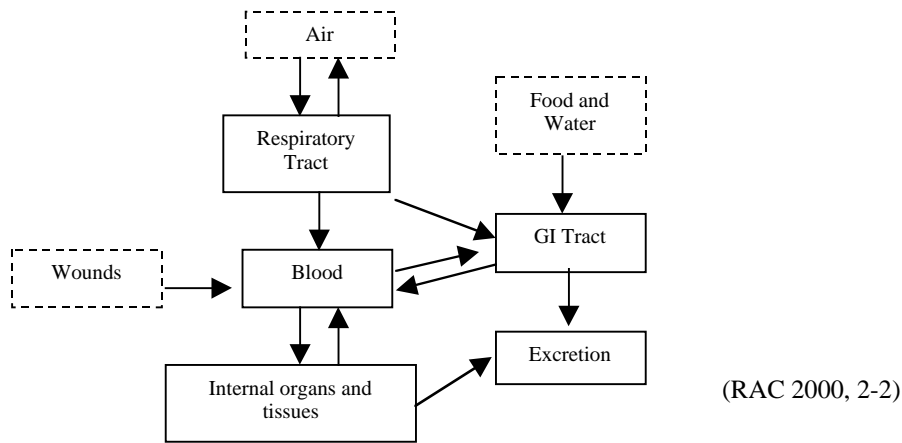 Air
Food and
Water
Respiratory
Tract
GI Tract
Wounds
Blood
Excretion
Internal organs and
tissues
(RAC 2000, 2-2)